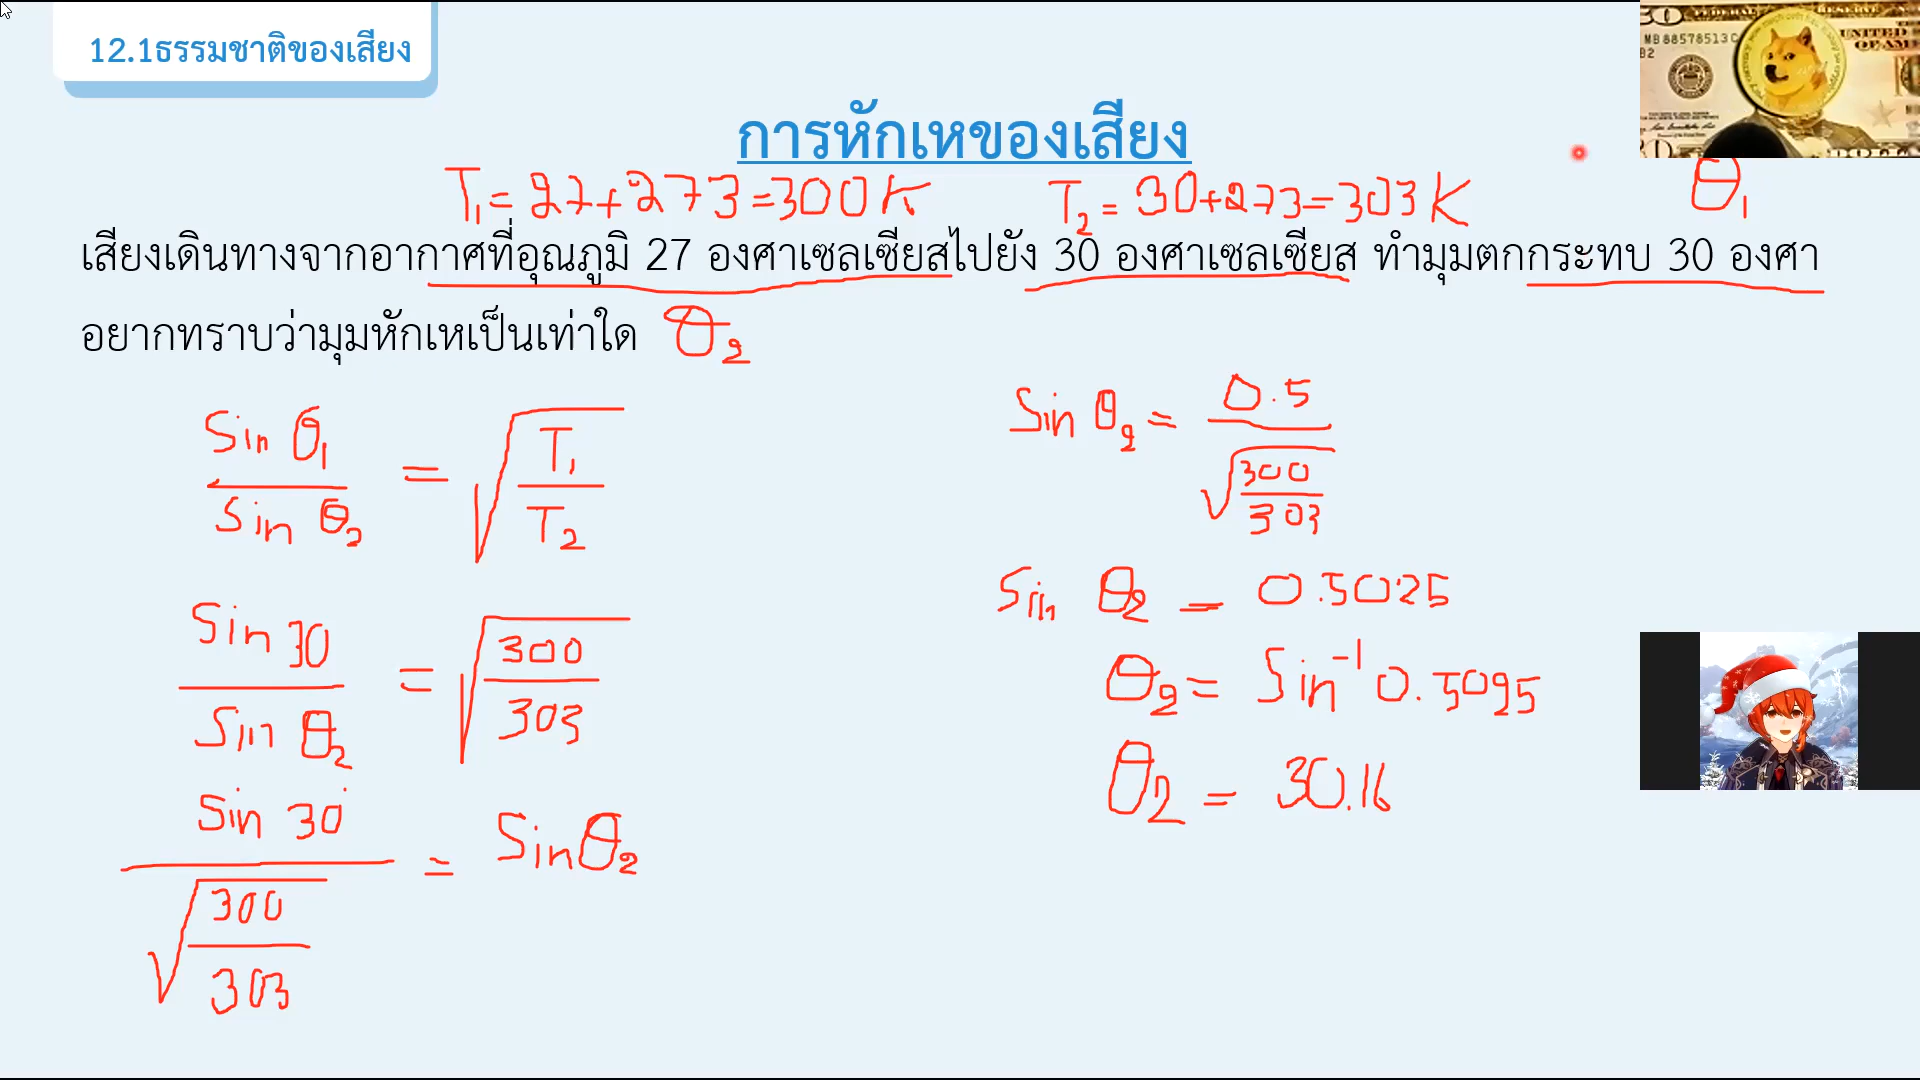 12.1ธรรมชาติของเสียง
การหักเหของเสียง
T₁ = 27+273=300 K
T₂ = 30+273=303 K
θ₁
เสียงเดินทางจากอากาศที่อุณภูมิ 27 องศาเซลเซียสไปยัง 30 องศาเซลเซียส ทำมุมตกกระทบ 30 องศา
อยากทราบว่ามุมหักเหเป็นเท่าใด θ₂
Sin θ₁ / Sin θ₂ = √(T₁/T₂)
Sin 30 / Sin θ₂ = √(300/303)
Sin 30° / √(300/303) = Sin θ₂
Sin θ₂ = 0.5 / √(300/303)
Sin θ₂ = 0.5025
θ₂ = Sin⁻¹ 0.5025
θ₂ = 30.16
MB88578513C
B2
UNITED